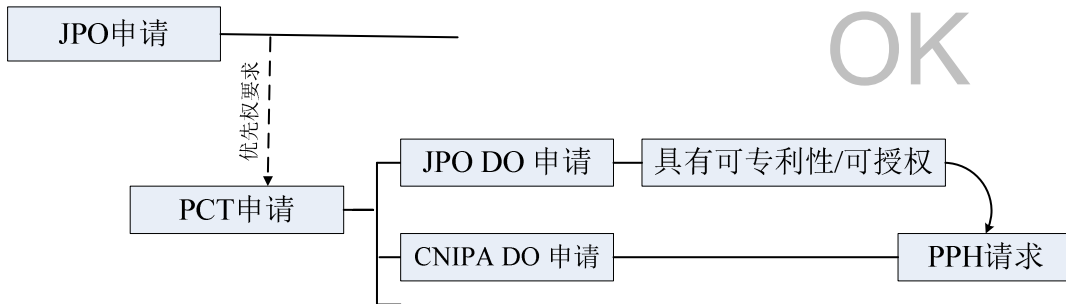 JPO申请
OK
优先权要求
JPO DO 申请
具有可专利性/可授权
PCT申请
CNIPA DO 申请
PPH请求